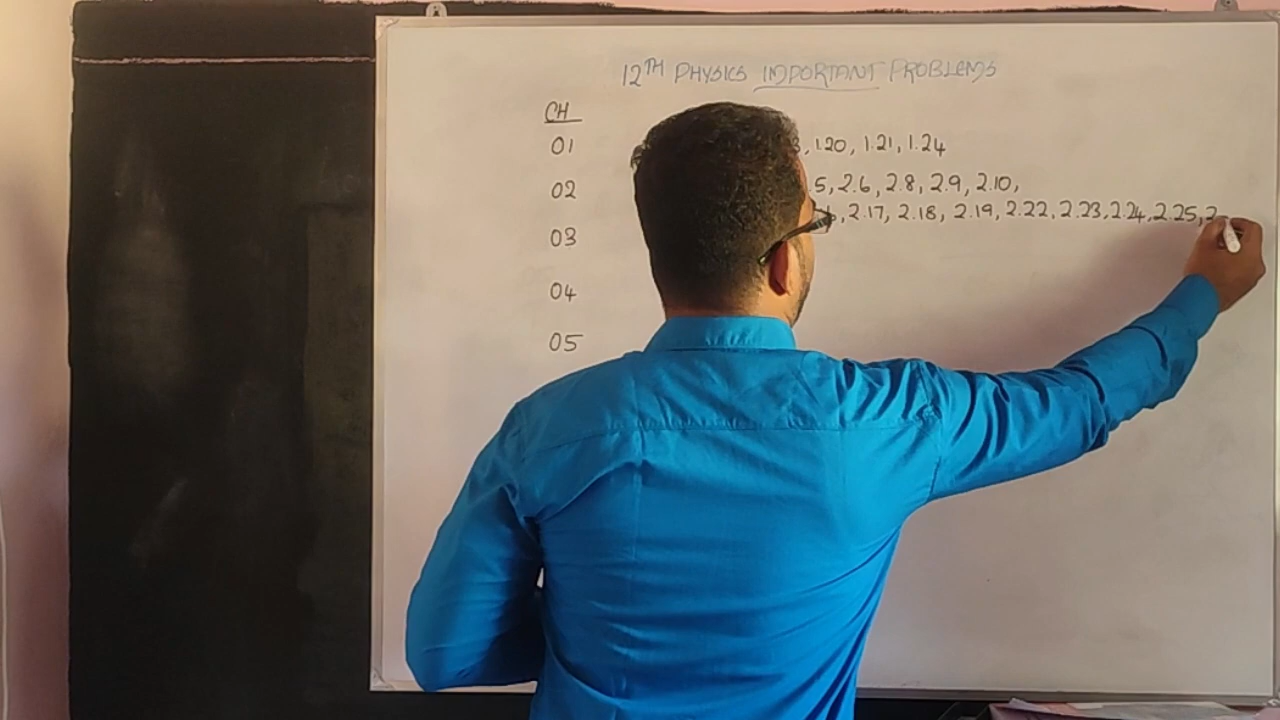 12TH PHYSICS IMPORTANT PROBLEMS
CH
01 , 1.20, 1.21, 1.24
02 5, 2.6, 2.8, 2.9, 2.10,
, 2.17, 2.18, 2.19, 2.22, 2.23, 2.24, 2.25, 2
03
04
05